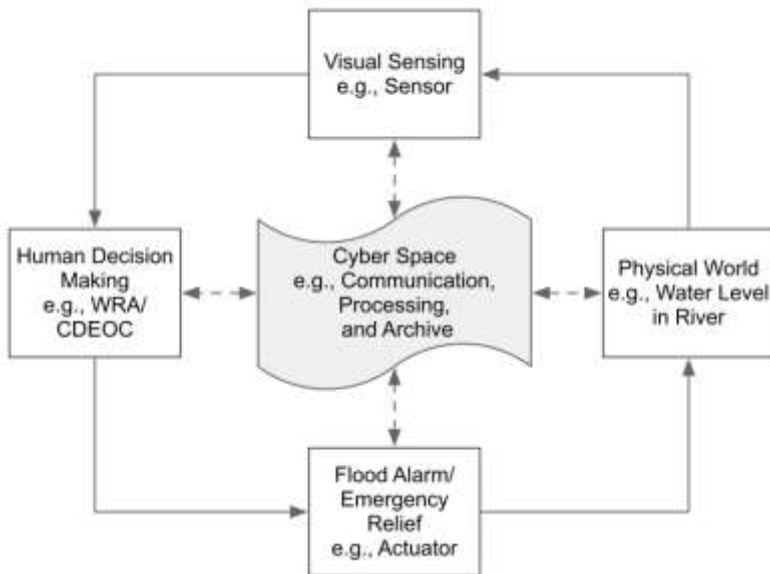 Visual Sensing
e.g., Sensor
Human Decision
Making
e.g., WRA/
CDEOC
Cyber Space
e.g., Communication,
Processing,
and Archive
Physical World
e.g., Water Level
in River
Flood Alarm/
Emergency
Relief
e.g., Actuator